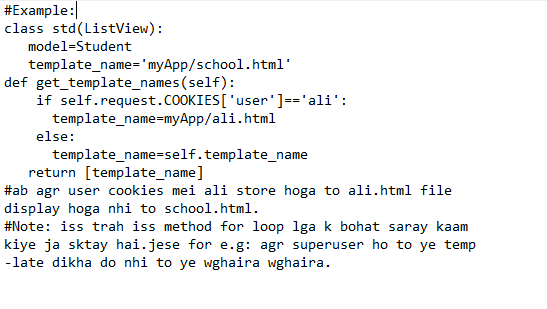 #Example:
class std(ListView):
   model=Student
   template_name='myApp/school.html'
def get_template_names(self):
    if self.request.COOKIES['user']=='ali':
      template_name=myApp/ali.html
    else:
      template_name=self.template_name
   return [template_name]
#ab agr user cookies mei ali store hoga to ali.html file
display hoga nhi to school.html.
#Note: iss trah iss method for loop lga k bohat saray kaam
kiye ja sktay hai.jese for e.g: agr superuser ho to ye temp
-late dikha do nhi to ye wghaira wghaira.